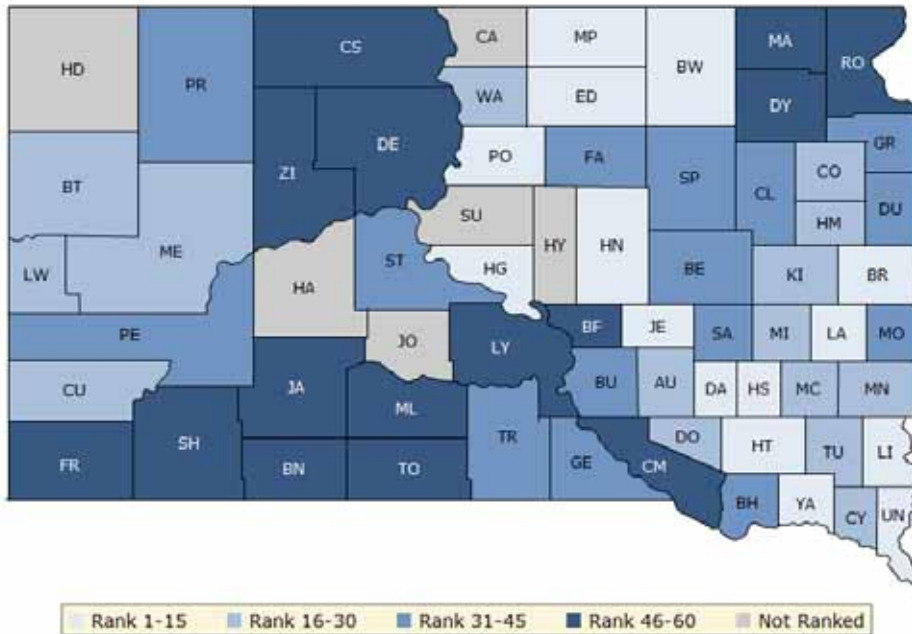 HD PR CS CA MP BW MA RO
WA ED DY
BT ZI DE PO FA SP CL CO GR
LW ME SU HY HN HM DU
HA ST HG BE KI BR
PE JO LY BF JE SA MI LA MO
CU JA BU AU DA HS MC MN
FR SH ML TR DO HT TU LI
BN TO GE CM BH YA CY UN
Rank 1-15 Rank 16-30 Rank 31-45 Rank 46-60 Not Ranked